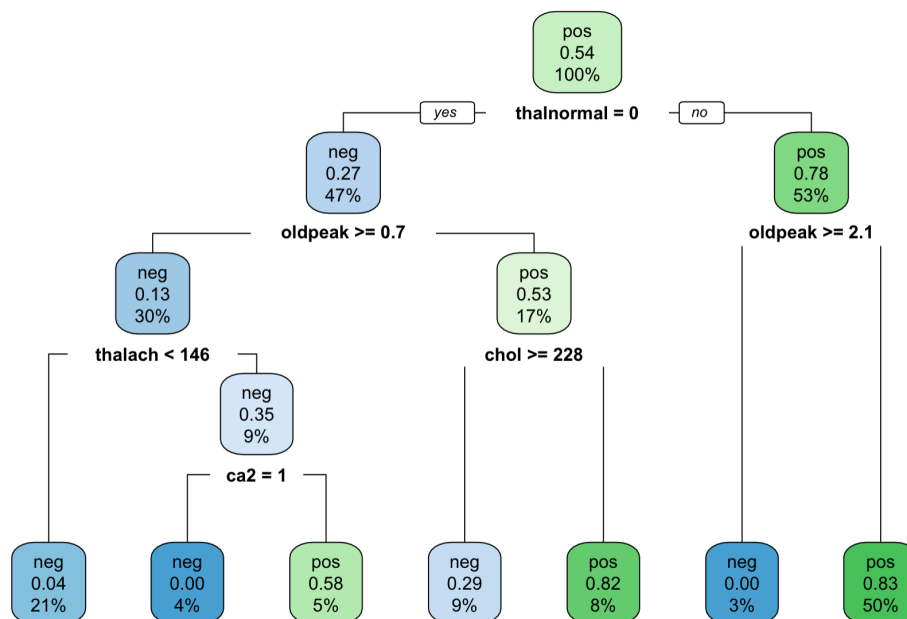 pos
0.54
100%
yes
thalnormal = 0
no
neg
0.27
47%
pos
0.78
53%
oldpeak >= 0.7
oldpeak >= 2.1
neg
0.13
30%
pos
0.53
17%
thalach < 146
chol >= 228
neg
0.35
9%
ca2 = 1
neg
0.04
21%
neg
0.00
4%
pos
0.58
5%
neg
0.29
9%
pos
0.82
8%
neg
0.00
3%
pos
0.83
50%